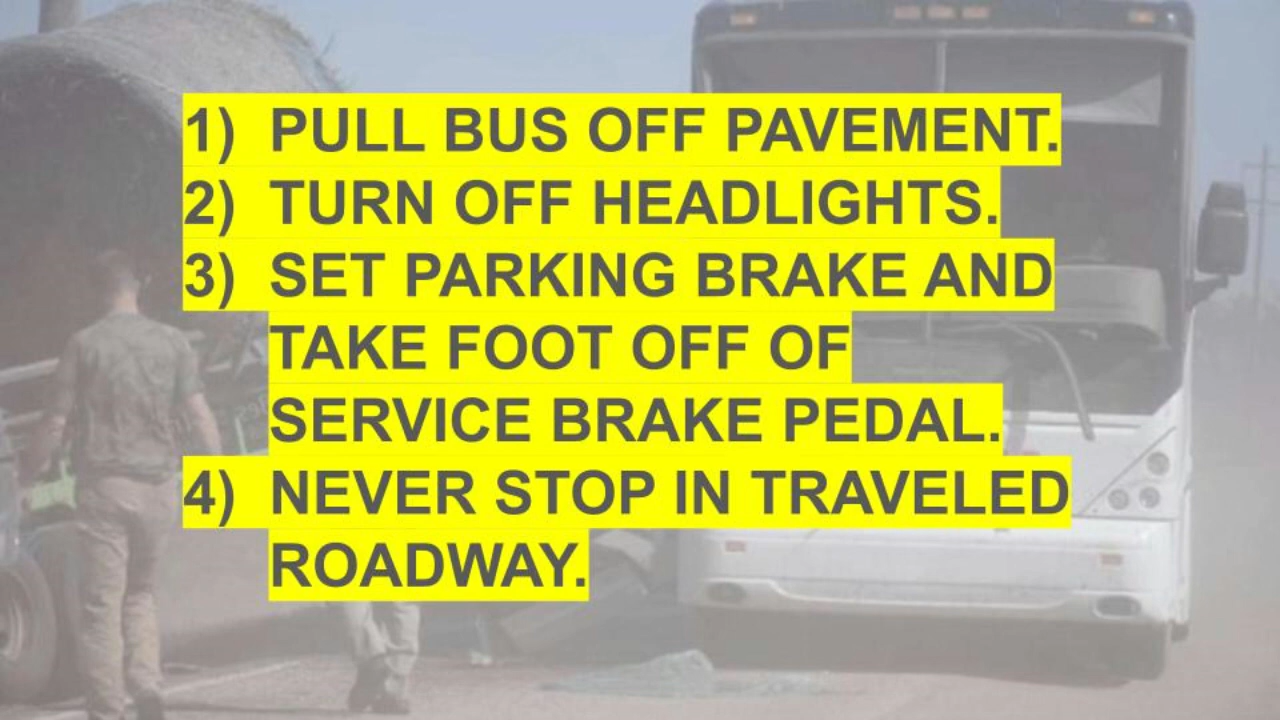 1) PULL BUS OFF PAVEMENT.
2) TURN OFF HEADLIGHTS.
3) SET PARKING BRAKE AND
TAKE FOOT OFF OF
SERVICE BRAKE PEDAL.
4) NEVER STOP IN TRAVELED
ROADWAY.